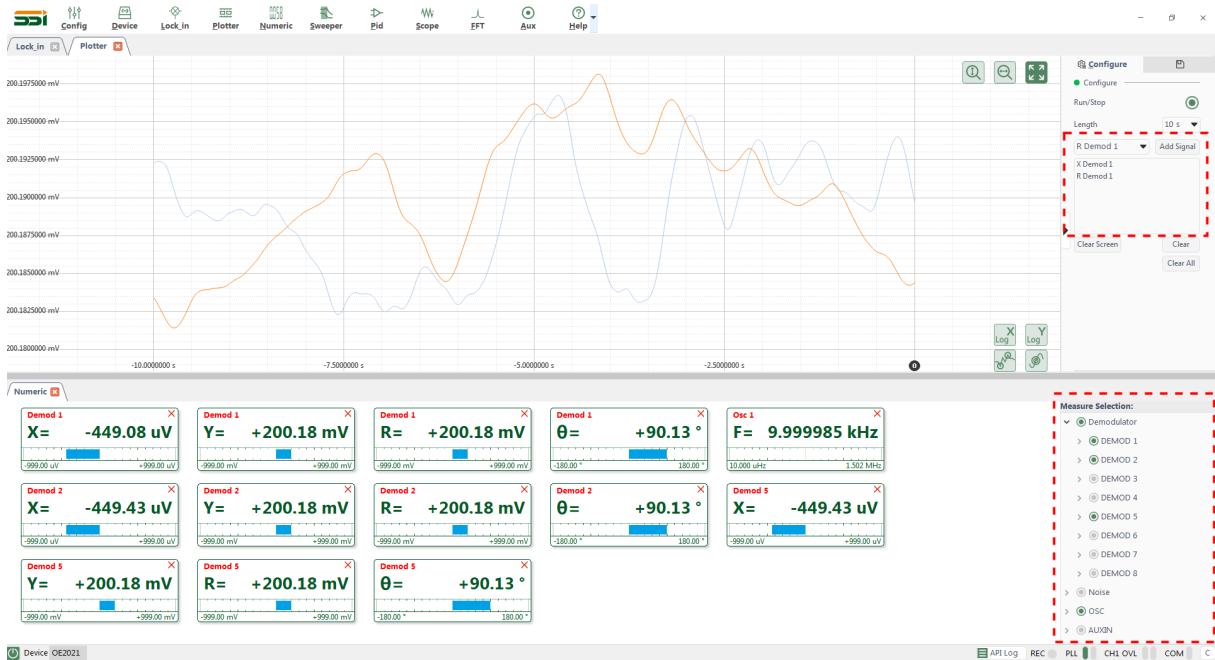 SSI
Config Device Lock_in Plotter Numeric Sweeper Pid Scope FFT Aux Help
Lock_in Plotter
200.1975000 mV
200.1950000 mV
200.1925000 mV
200.1900000 mV
200.1875000 mV
200.1850000 mV
200.1825000 mV
200.1800000 mV
-10.0000000 s -7.5000000 s -5.0000000 s -2.5000000 s 0
X Log Y Log
Configure
Configure
Run/Stop
Length 10 s
R Demod 1 Add Signal
X Demod 1
R Demod 1
Clear Screen Clear
Clear All
Numeric
Demod 1 Demod 1 Demod 1 Demod 1 Osc 1
X= -449.08 uV Y= +200.18 mV R= +200.18 mV θ= +90.13 ° F= 9.999985 kHz
-999.00 uV +999.00 uV -999.00 mV +999.00 mV -999.00 mV +999.00 mV -180.00 ° 180.00 ° 10.000 uHz 1.502 MHz
Demod 2 Demod 2 Demod 2 Demod 2 Demod 5
X= -449.43 uV Y= +200.18 mV R= +200.18 mV θ= +90.13 ° X= -449.43 uV
-999.00 uV +999.00 uV -999.00 mV +999.00 mV -999.00 mV +999.00 mV -180.00 ° 180.00 ° -999.00 uV +999.00 uV
Demod 5 Demod 5 Demod 5
Y= +200.18 mV R= +200.18 mV θ= +90.13 °
-999.00 mV +999.00 mV -999.00 mV +999.00 mV -180.00 ° 180.00 °
Measure Selection:
Demodulator
DEMOD 1
DEMOD 2
DEMOD 3
DEMOD 4
DEMOD 5
DEMOD 6
DEMOD 7
DEMOD 8
Noise
OSC
AUXIN
Device OE2021 API Log REC PLL CH1 OVL COM C